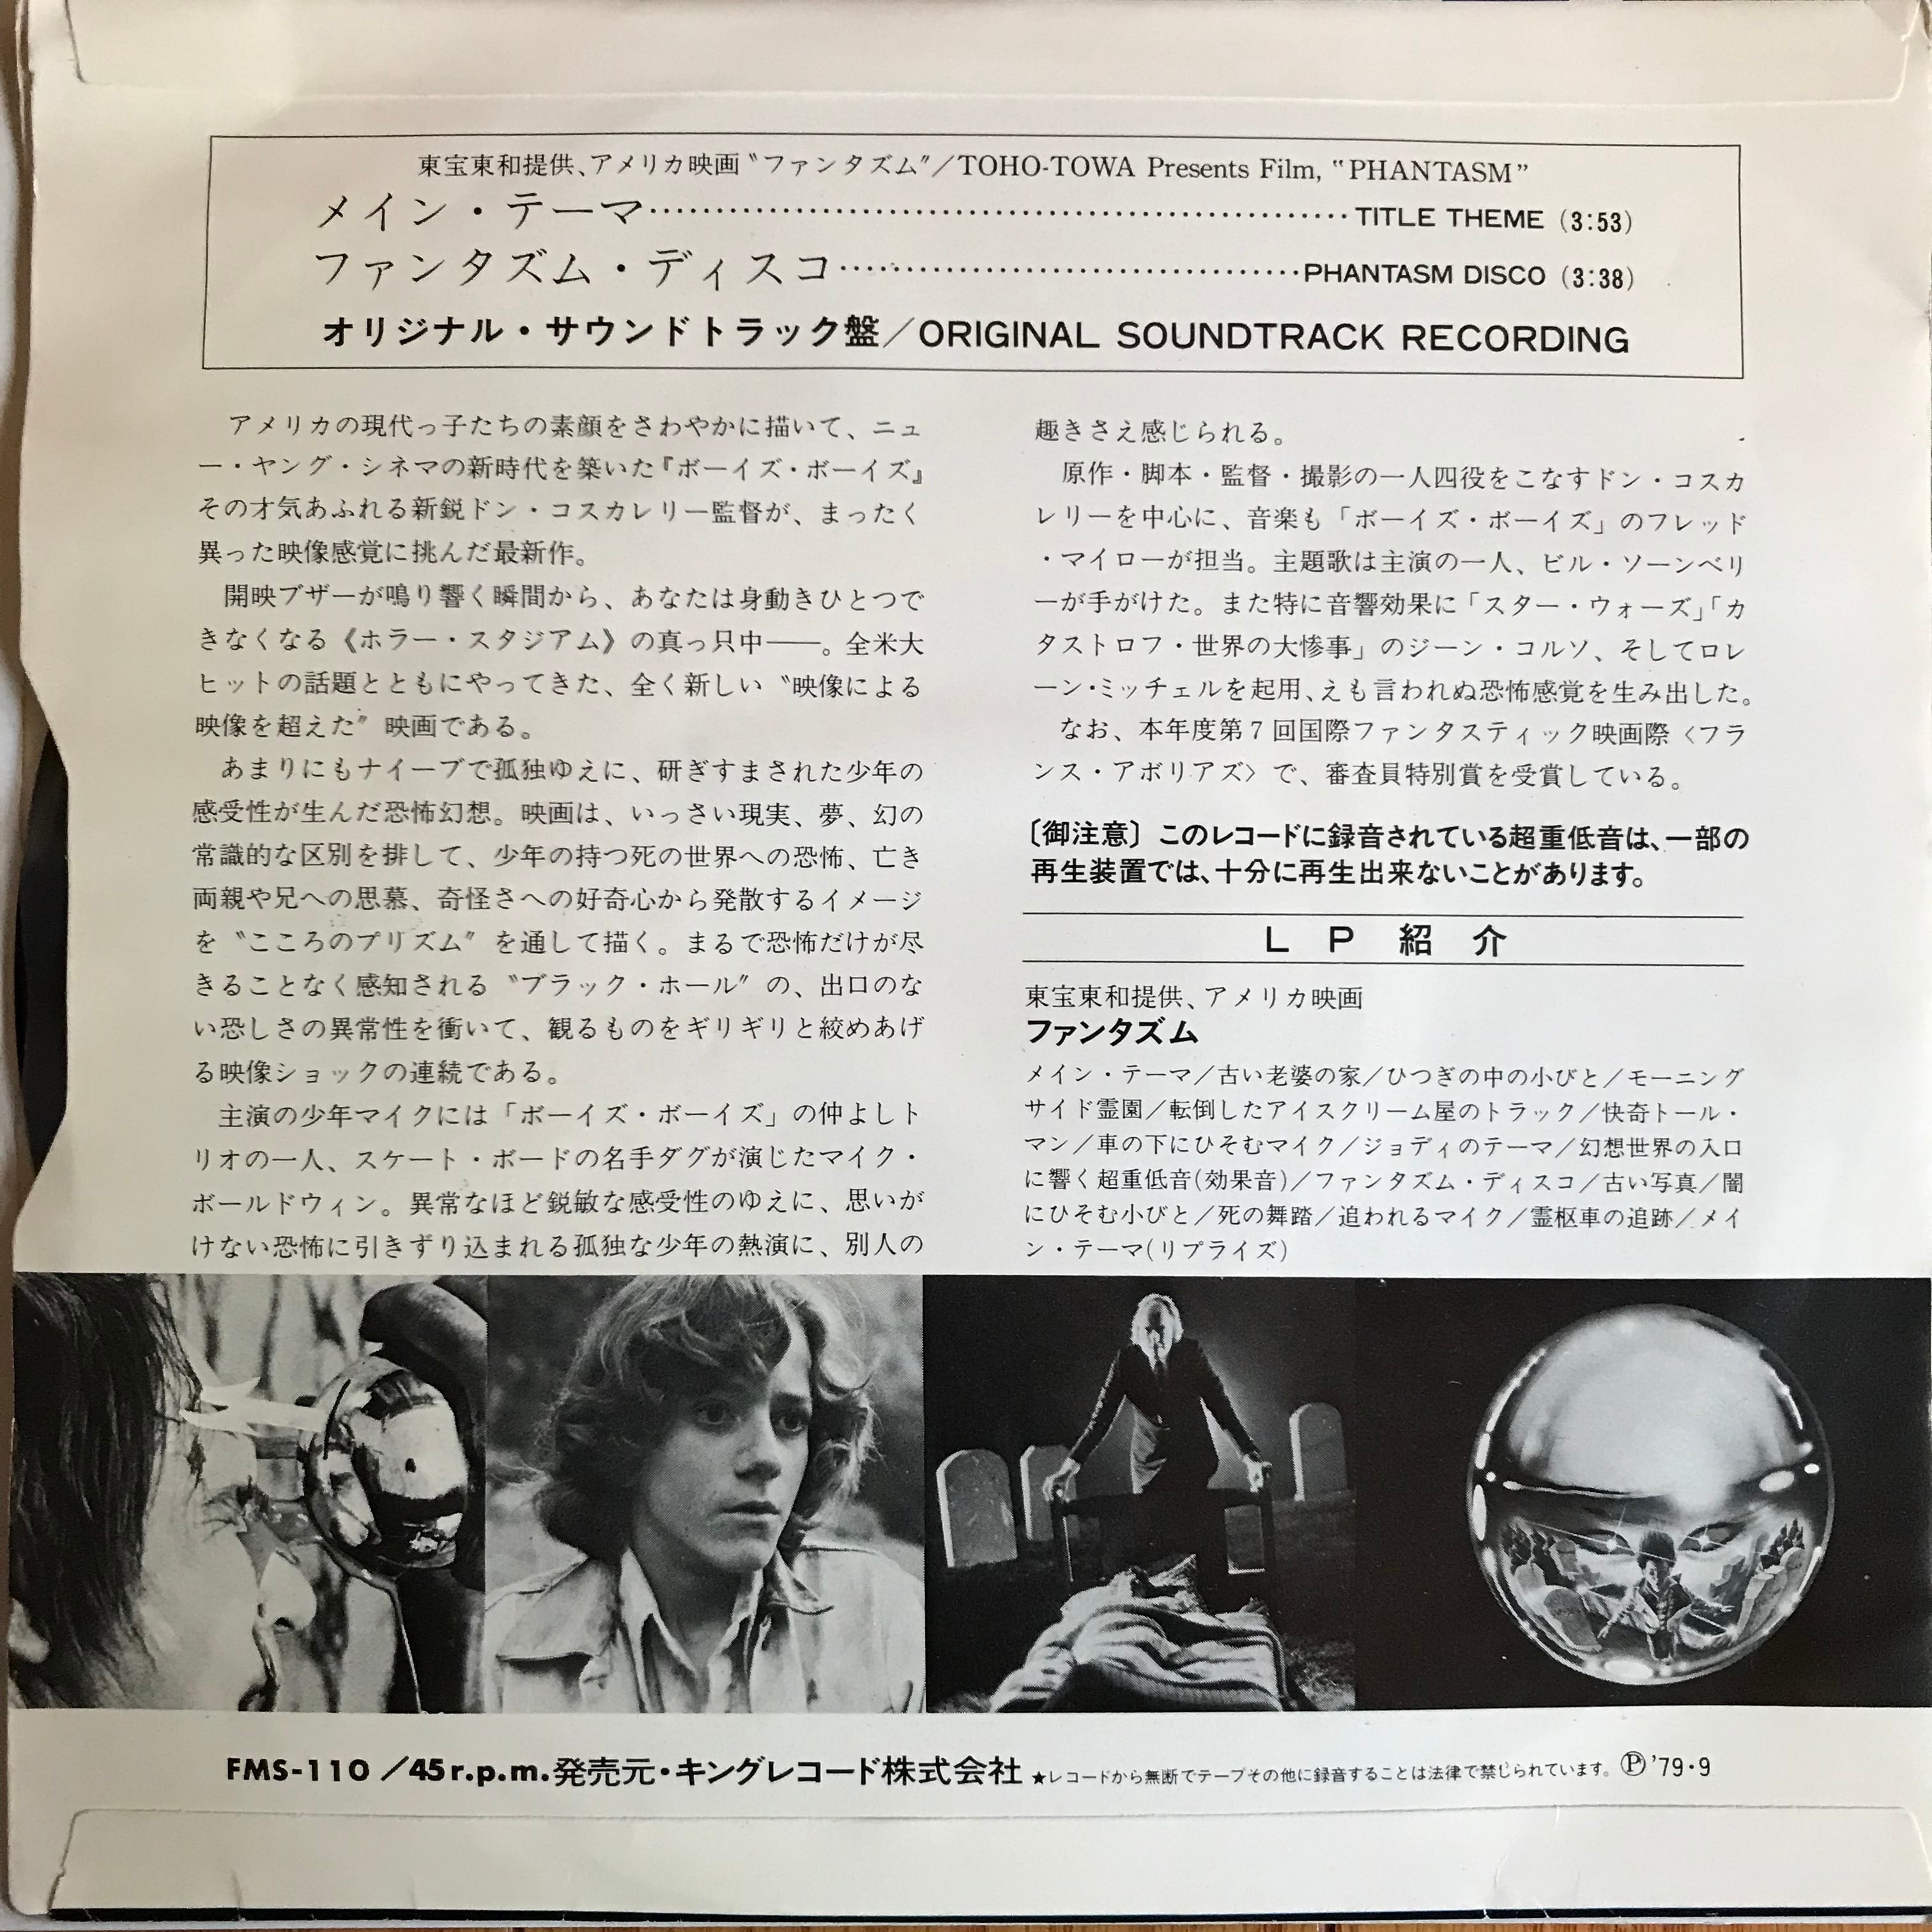 東宝東和提供、アメリカ映画〝ファンタズム〟／TOHO-TOWA Presents Film, "PHANTASM"
メイン・テーマ…………………………………………………TITLE THEME (3:53)
ファンタズム・ディスコ………………………………PHANTASM DISCO (3:38)
オリジナル・サウンドトラック盤／ORIGINAL SOUNDTRACK RECORDING
アメリカの現代っ子たちの素顔をさわやかに描いて、ニュ
ー・ヤング・シネマの新時代を築いた『ボーイズ・ボーイズ』
その才気あふれる新鋭ドン・コスカレリー監督が、まったく
異った映像感覚に挑んだ最新作。
開映ブザーが鳴り響く瞬間から、あなたは身動きひとつで
きなくなる《ホラー・スタジアム》の真っ只中――。全米大
ヒットの話題とともにやってきた、全く新しい〝映像による
映像を超えた〟映画である。
あまりにもナイーブで孤独ゆえに、研ぎすまされた少年の
感受性が生んだ恐怖幻想。映画は、いっさい現実、夢、幻の
常識的な区別を排して、少年の持つ死の世界への恐怖、亡き
両親や兄への思慕、奇怪さへの好奇心から発散するイメージ
を〝こころのプリズム〟を通して描く。まるで恐怖だけが尽
きることなく感知される〝ブラック・ホール〟の、出口のな
い恐しさの異常性を衝いて、観るものをギリギリと絞めあげ
る映像ショックの連続である。
主演の少年マイクには「ボーイズ・ボーイズ」の仲よしト
リオの一人、スケート・ボードの名手ダグが演じたマイク・
ボールドウィン。異常なほど鋭敏な感受性のゆえに、思いが
けない恐怖に引きずり込まれる孤独な少年の熱演に、別人の
趣きさえ感じられる。
原作・脚本・監督・撮影の一人四役をこなすドン・コスカ
レリーを中心に、音楽も「ボーイズ・ボーイズ」のフレッド
・マイローが担当。主題歌は主演の一人、ビル・ソーンベリ
ーが手がけた。また特に音響効果に「スター・ウォーズ」「カ
タストロフ・世界の大惨事」のジーン・コルソ、そしてロレ
ーン・ミッチェルを起用、えも言われぬ恐怖感覚を生み出した。
なお、本年度第7回国際ファンタスティック映画際〈フラ
ンス・アボリアズ〉で、審査員特別賞を受賞している。
〔御注意〕このレコードに録音されている超重低音は、一部の
再生装置では、十分に再生出来ないことがあります。
LP紹介
東宝東和提供、アメリカ映画
ファンタズム
メイン・テーマ／古い老婆の家／ひつぎの中の小びと／モーニング
サイド霊園／転倒したアイスクリーム屋のトラック／怪奇トール・
マン／車の下にひそむマイク／ジョディのテーマ／幻想世界の入口
に響く超重低音(効果音)／ファンタズム・ディスコ／古い写真／闇
にひそむ小びと／死の舞踏／追われるマイク／霊柩車の追跡／メイ
ン・テーマ(リプライズ)
FMS-110／45r.p.m.発売元・キングレコード株式会社 ★レコードから無断でテープその他に録音することは法律で禁じられています。Ⓟ'79・9